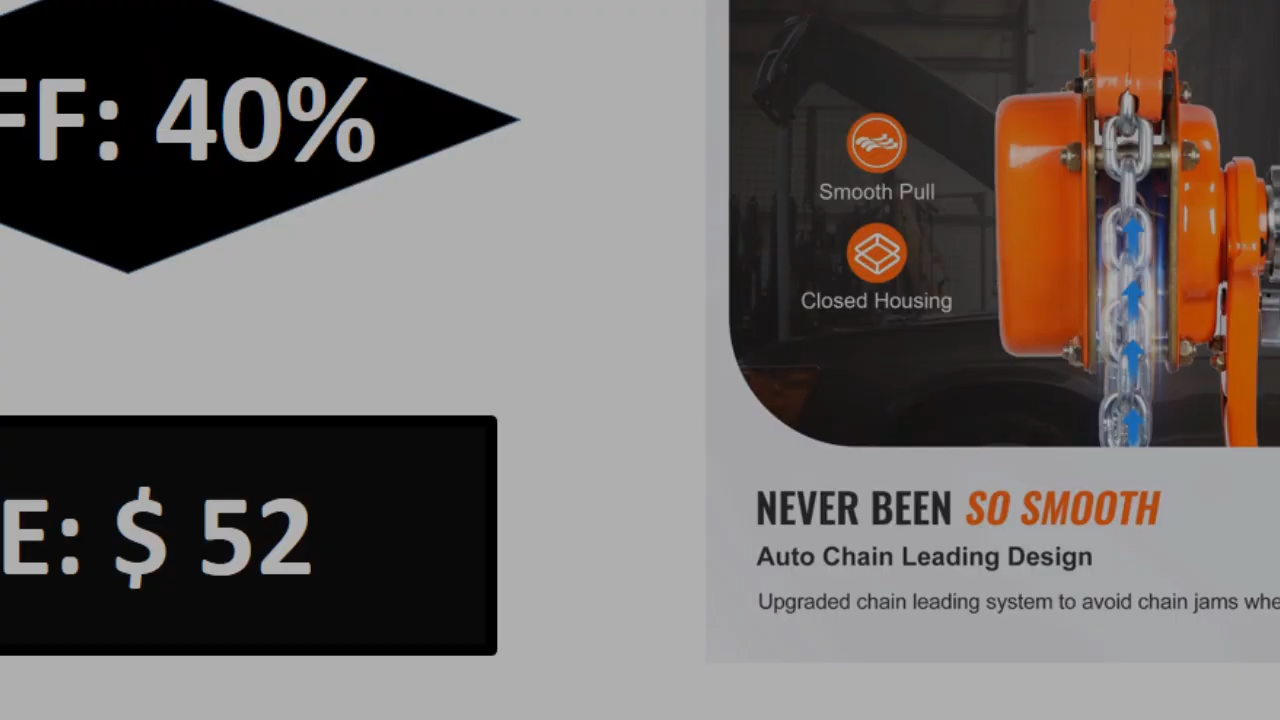 FF: 40%
E: $ 52
Smooth Pull
Closed Housing
NEVER BEEN SO SMOOTH
Auto Chain Leading Design
Upgraded chain leading system to avoid chain jams whe